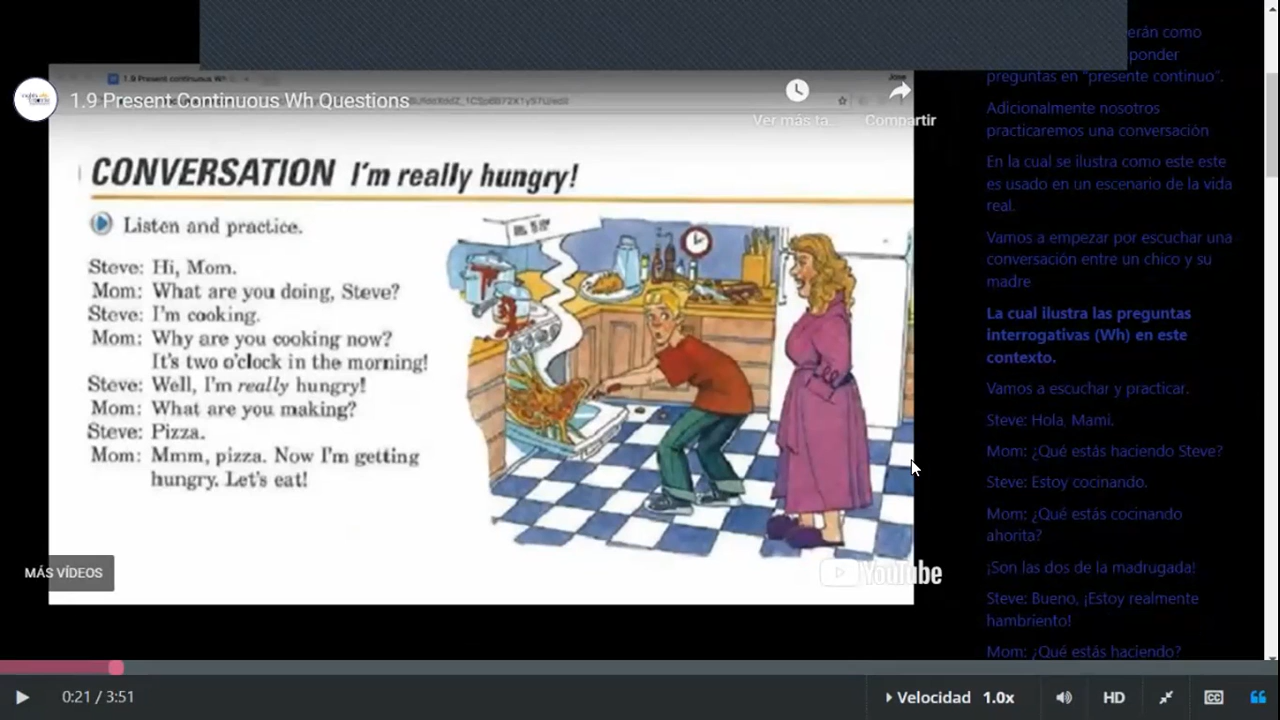 1.9 Present continuous Wh
Jose
1.9 Present Continuous Wh Questions
Ver más ta...
Compartir
CONVERSATION I'm really hungry!
Listen and practice.
Steve: Hi, Mom.
Mom: What are you doing, Steve?
Steve: I'm cooking.
Mom: Why are you cooking now?
It's two o'clock in the morning!
Steve: Well, I'm really hungry!
Mom: What are you making?
Steve: Pizza.
Mom: Mmm, pizza. Now I'm getting
hungry. Let's eat!
MÁS VÍDEOS
YouTube
erán como
ponder
preguntas en "presente continuo".
Adicionalmente nosotros
practicaremos una conversación
En la cual se ilustra como este este
es usado en un escenario de la vida
real.
Vamos a empezar por escuchar una
conversación entre un chico y su
madre
La cual ilustra las preguntas
interrogativas (Wh) en este
contexto.
Vamos a escuchar y practicar.
Steve: Hola, Mami.
Mom: ¿Qué estás haciendo Steve?
Steve: Estoy cocinando.
Mom: ¿Qué estás cocinando
ahorita?
¡Son las dos de la madrugada!
Steve: Bueno, ¡Estoy realmente
hambriento!
Mom: ¿Qué estás haciendo?
0:21 / 3:51
Velocidad 1.0x
HD
CC